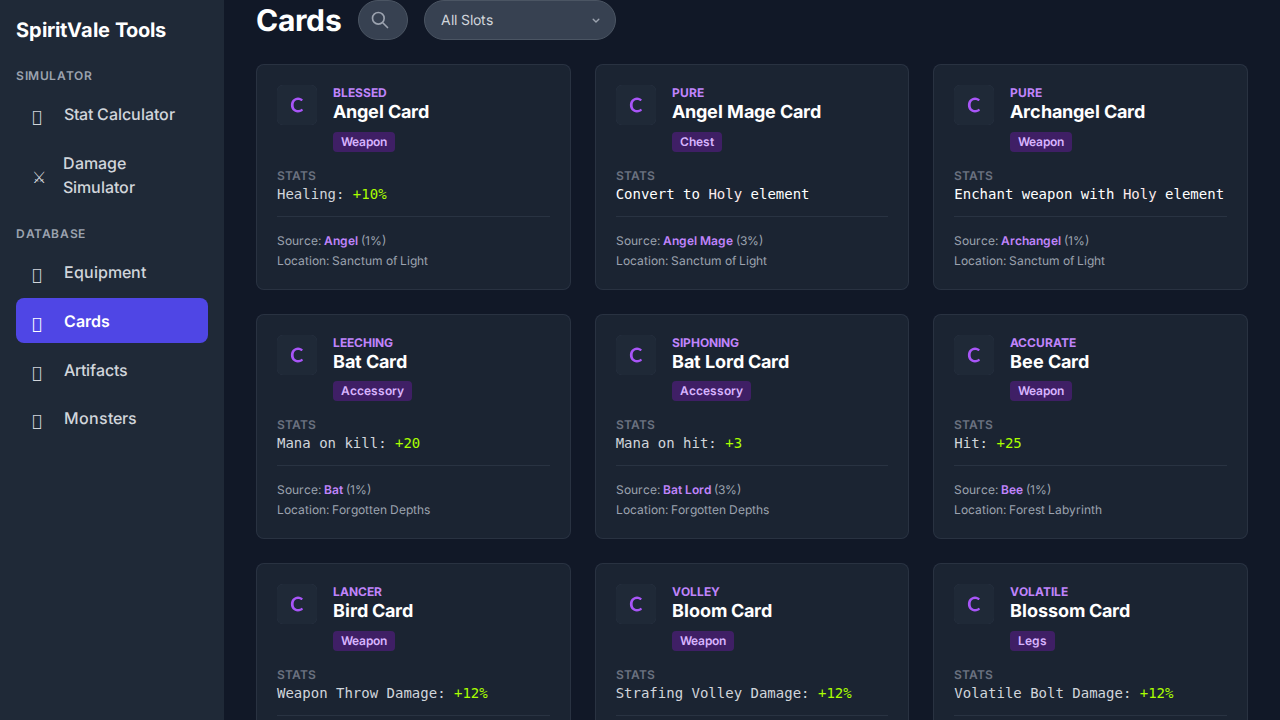 SpiritVale Tools
SIMULATOR
Stat Calculator
⚔ Damage
Simulator
DATABASE
Equipment
Cards
Artifacts
Monsters
Cards
All Slots
C
BLESSED
Angel Card
Weapon
STATS
Healing: +10%
Source: Angel (1%)
Location: Sanctum of Light
C
PURE
Angel Mage Card
Chest
STATS
Convert to Holy element
Source: Angel Mage (3%)
Location: Sanctum of Light
C
PURE
Archangel Card
Weapon
STATS
Enchant weapon with Holy element
Source: Archangel (1%)
Location: Sanctum of Light
C
LEECHING
Bat Card
Accessory
STATS
Mana on kill: +20
Source: Bat (1%)
Location: Forgotten Depths
C
SIPHONING
Bat Lord Card
Accessory
STATS
Mana on hit: +3
Source: Bat Lord (3%)
Location: Forgotten Depths
C
ACCURATE
Bee Card
Weapon
STATS
Hit: +25
Source: Bee (1%)
Location: Forest Labyrinth
C
LANCER
Bird Card
Weapon
STATS
Weapon Throw Damage: +12%
C
VOLLEY
Bloom Card
Weapon
STATS
Strafing Volley Damage: +12%
C
VOLATILE
Blossom Card
Legs
STATS
Volatile Bolt Damage: +12%